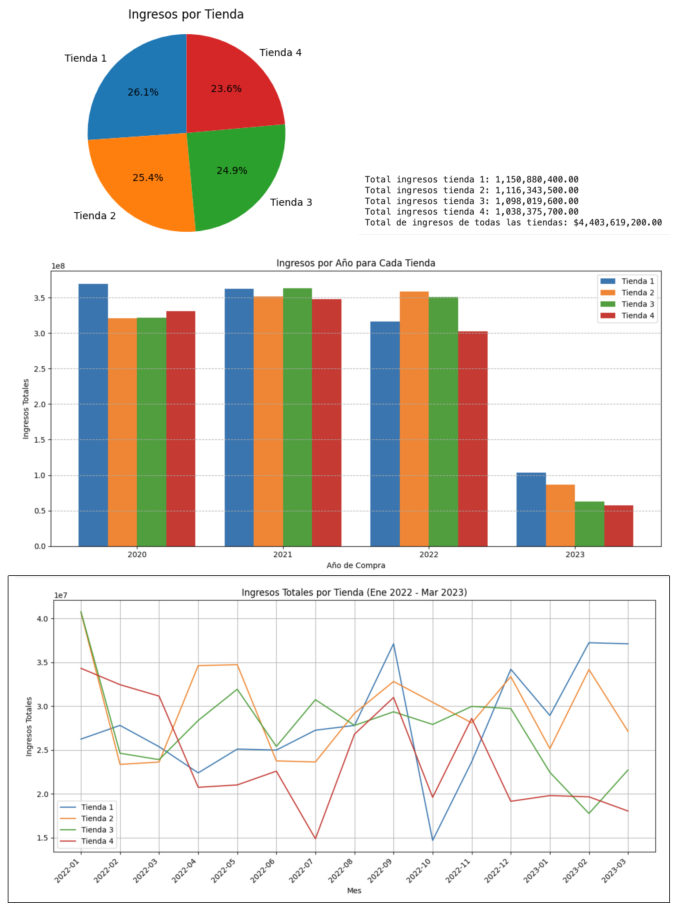 Ingresos por Tienda
Tienda 1
Tienda 4
26.1%
23.6%
25.4%
24.9%
Tienda 2
Tienda 3
Total ingresos tienda 1: 1,150,880,400.00
Total ingresos tienda 2: 1,116,343,500.00
Total ingresos tienda 3: 1,098,019,600.00
Total ingresos tienda 4: 1,038,375,700.00
Total de ingresos de todas las tiendas: $4,403,619,200.00
Ingresos por Año para Cada Tienda
1e8
3.5
3.0
2.5
2.0
1.5
1.0
0.5
0.0
Ingresos Totales
Tienda 1
Tienda 2
Tienda 3
Tienda 4
2020
2021
2022
2023
Año de Compra
Ingresos Totales por Tienda (Ene 2022 - Mar 2023)
1e7
4.0
3.5
3.0
2.5
2.0
1.5
Ingresos Totales
Tienda 1
Tienda 2
Tienda 3
Tienda 4
2022-01
2022-02
2022-03
2022-04
2022-05
2022-06
2022-07
2022-08
2022-09
2022-10
2022-11
2022-12
2023-01
2023-02
2023-03
Mes